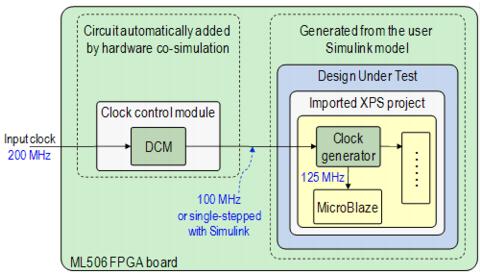 Circuit automatically added
by hardware co-simulation
Generated from the user
Simulink model
Design Under Test
Imported XPS project
Clock control module
Input clock
200 MHz
DCM
Clock
generator
125 MHz
MicroBlaze
100 MHz
or single-stepped
with Simulink
ML506 FPGA board